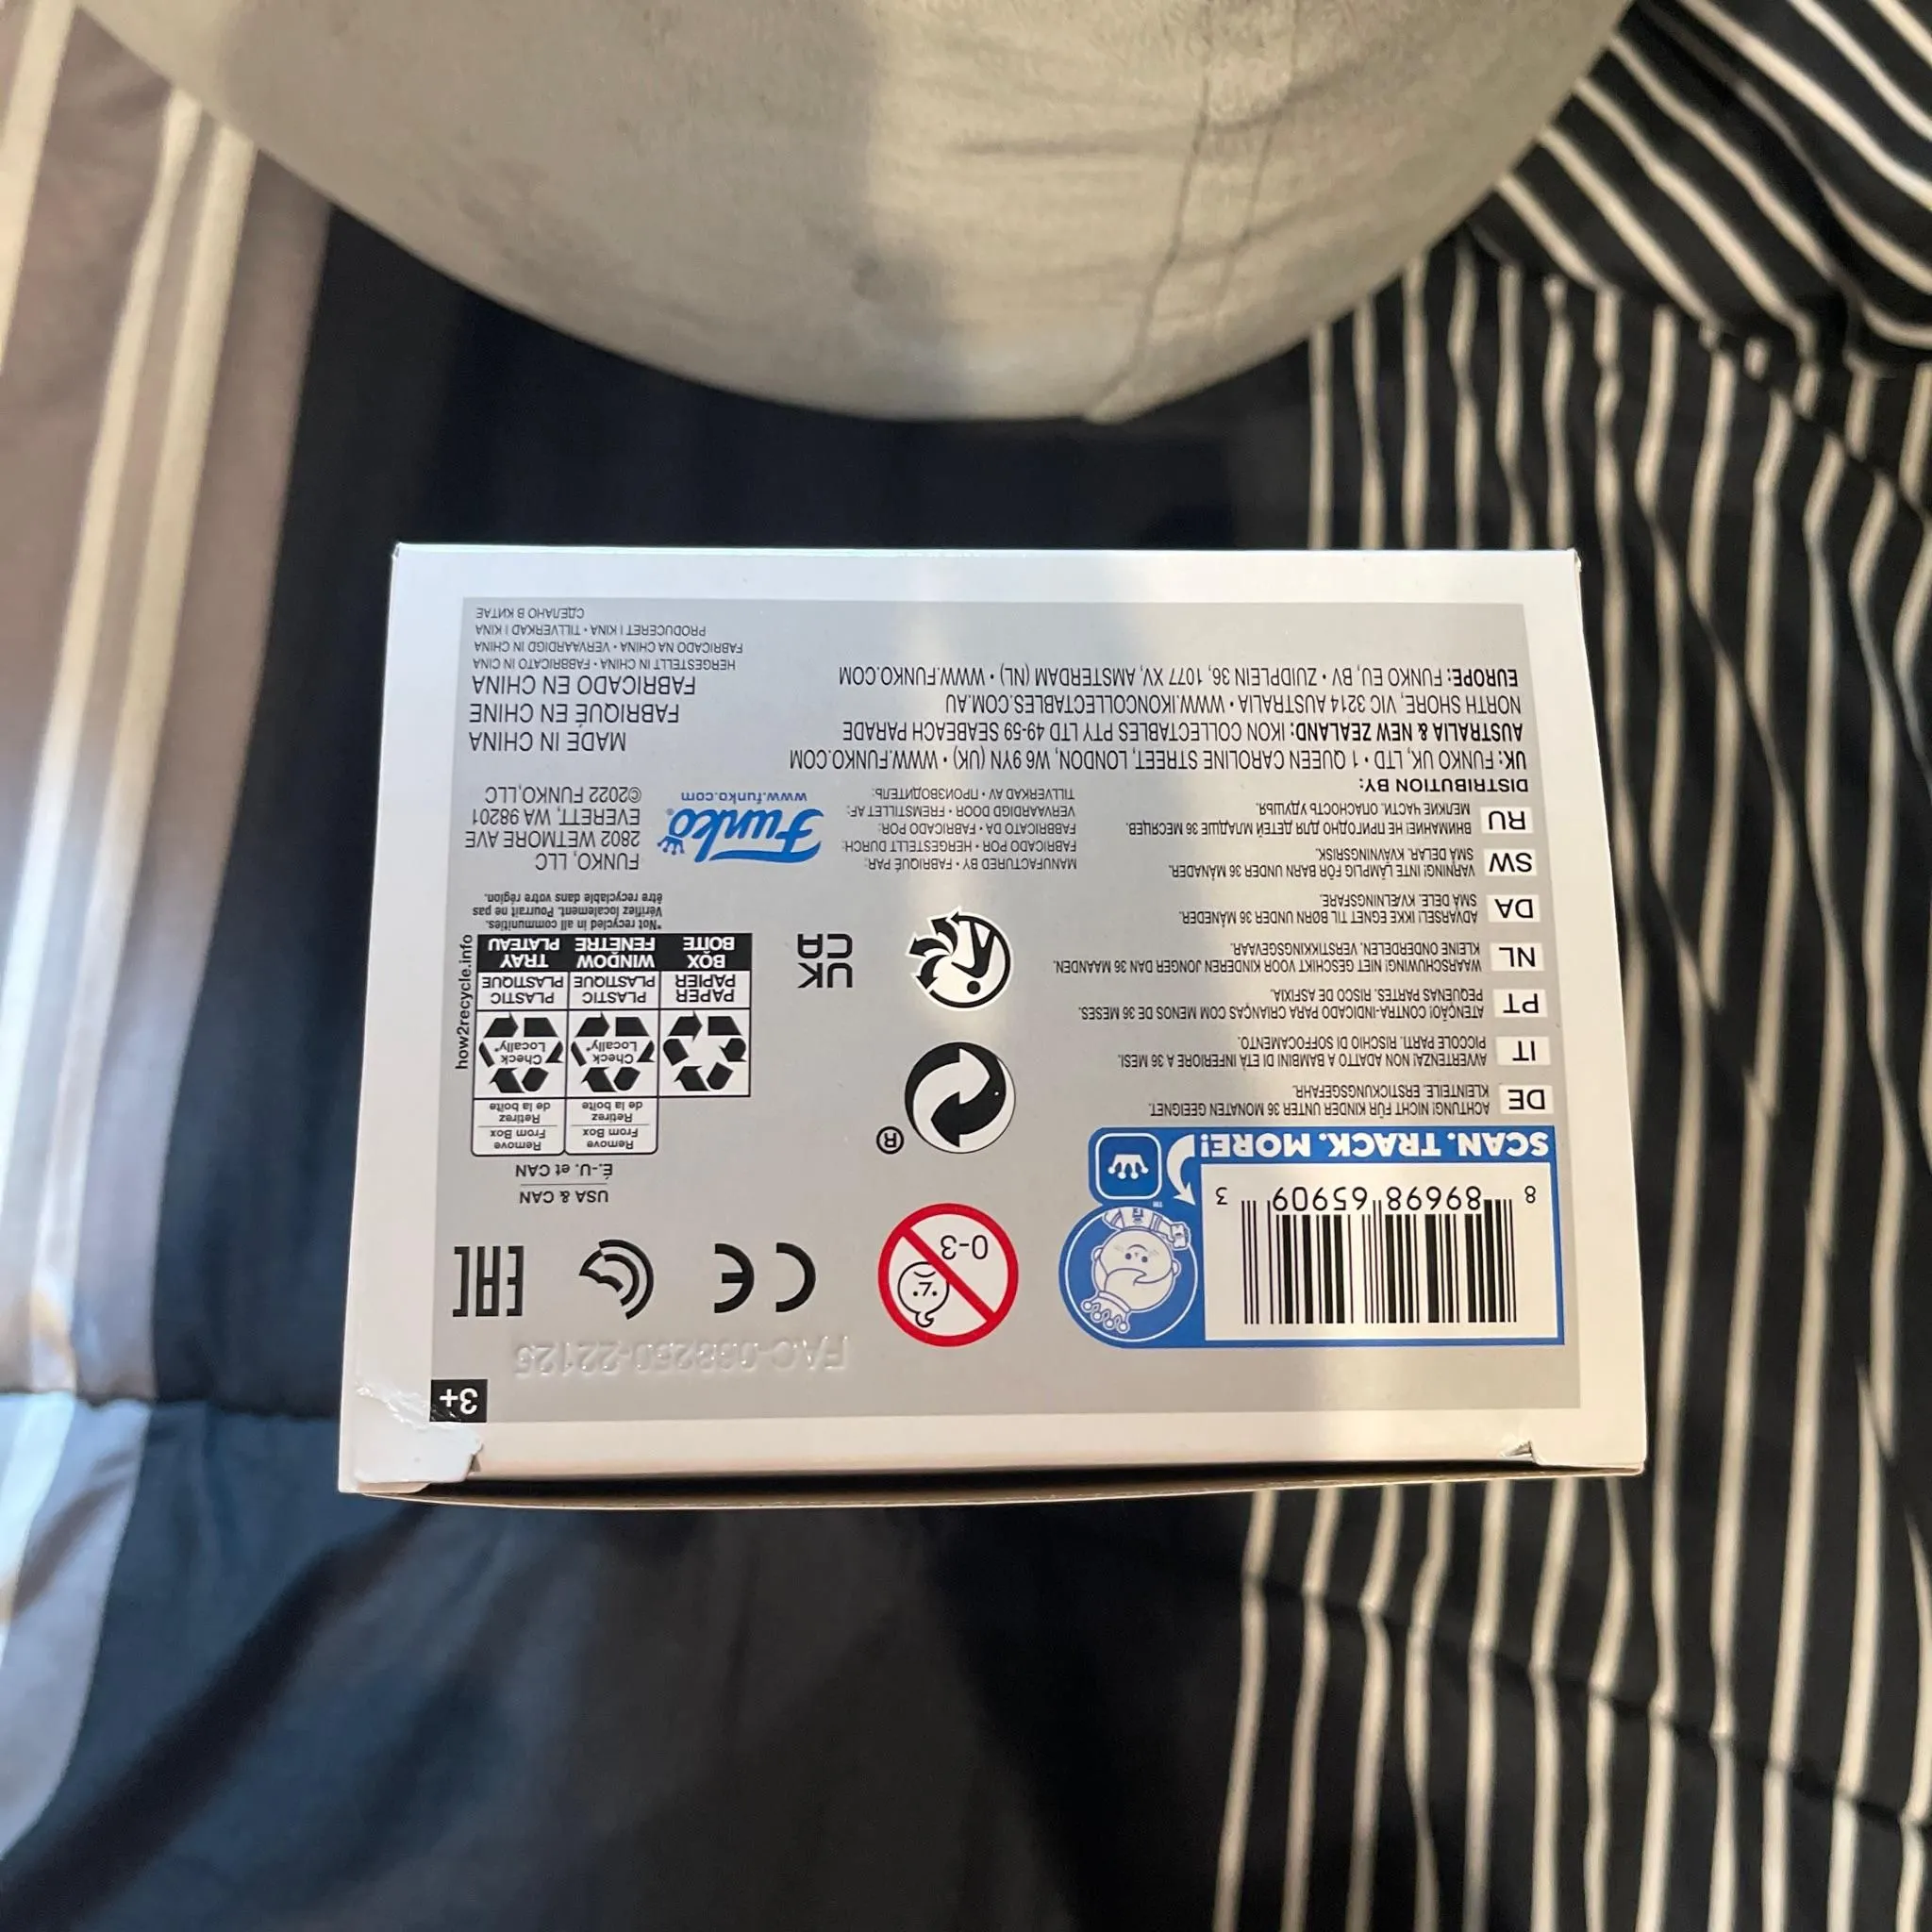 3+
FAC-068250-22125
8 89698 65909 3
SCAN. TRACK. MORE!
TM
0-3
CE
EAC
USA & CAN
É.-U. et CAN
Remove
From Box
Retirez
de la boîte
Remove
From Box
Retirez
de la boîte
Check
Locally*
Check
Locally*
PAPER
PAPIER
PLASTIC
PLASTIQUE
PLASTIC
PLASTIQUE
BOX
BOÎTE
WINDOW
FENÊTRE
TRAY
PLATEAU
how2recycle.info
*Not recycled in all communities.
Vérifiez localement. Pourrait ne pas
être recyclable dans votre région.
®
UK
CA
DE
ACHTUNG! NICHT FÜR KINDER UNTER 36 MONATEN GEEIGNET.
KLEINTEILE. ERSTICKUNGSGEFAHR.
IT
AVVERTENZA! NON ADATTO A BAMBINI DI ETÀ INFERIORE A 36 MESI.
PICCOLE PARTI. RISCHIO DI SOFFOCAMENTO.
PT
ATENÇÃO! CONTRA-INDICADO PARA CRIANÇAS COM MENOS DE 36 MESES.
PEQUENAS PARTES. RISCO DE ASFIXIA.
NL
WAARSCHUWING! NIET GESCHIKT VOOR KINDEREN JONGER DAN 36 MAANDEN.
KLEINE ONDERDELEN. VERSTIKKINGSGEVAAR.
DA
ADVARSEL! IKKE EGNET TIL BØRN UNDER 36 MÅNEDER.
SMÅ DELE. KVÆLNINGSFARE.
SW
VARNING! INTE LÄMPLIG FÖR BARN UNDER 36 MÅNADER.
SMÅ DELAR. KVÄVNINGSRISK.
RU
ВНИМАНИЕ! НЕ ПРИГОДНО ДЛЯ ДЕТЕЙ МЛАДШЕ 36 МЕСЯЦЕВ.
МЕЛКИЕ ЧАСТИ. ОПАСНОСТЬ УДУШЬЯ.
MANUFACTURED BY • FABRIQUÉ PAR:
FABRICADO POR • HERGESTELLT DURCH:
FABBRICATO DA • FABRICADO POR:
VERVAARDIGD DOOR • FREMSTILLET AF:
TILLVERKAD AV • ПРОИЗВОДИТЕЛЬ:
Funko®
www.funko.com
FUNKO, LLC
2802 WETMORE AVE
EVERETT, WA 98201
©2022 FUNKO,LLC
DISTRIBUTION BY:
UK: FUNKO UK, LTD • 1 QUEEN CAROLINE STREET, LONDON, W6 9YN (UK) • WWW.FUNKO.COM
AUSTRALIA & NEW ZEALAND: IKON COLLECTABLES PTY LTD 49-59 SEABEACH PARADE
NORTH SHORE, VIC 3214 AUSTRALIA • WWW.IKONCOLLECTABLES.COM.AU
EUROPE: FUNKO EU, BV • ZUIDPLEIN 36, 1077 XV, AMSTERDAM (NL) • WWW.FUNKO.COM
MADE IN CHINA
FABRIQUÉ EN CHINE
FABRICADO EN CHINA
HERGESTELLT IN CHINA • FABBRICATO IN CINA
FABRICADO NA CHINA • VERVAARDIGD IN CHINA
PRODUCERET I KINA • TILLVERKAD I KINA
СДЕЛАНО В КИТАЕ